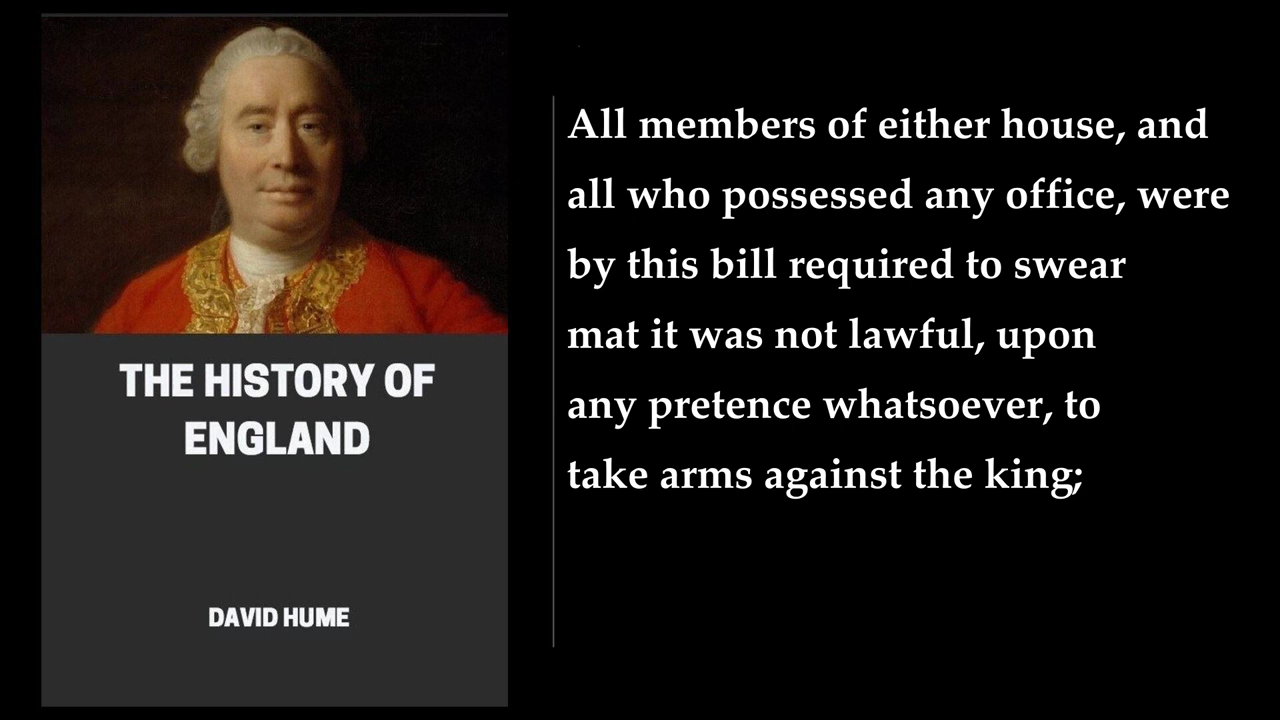 THE HISTORY OF
ENGLAND
DAVID HUME
All members of either house, and
all who possessed any office, were
by this bill required to swear
mat it was not lawful, upon
any pretence whatsoever, to
take arms against the king;